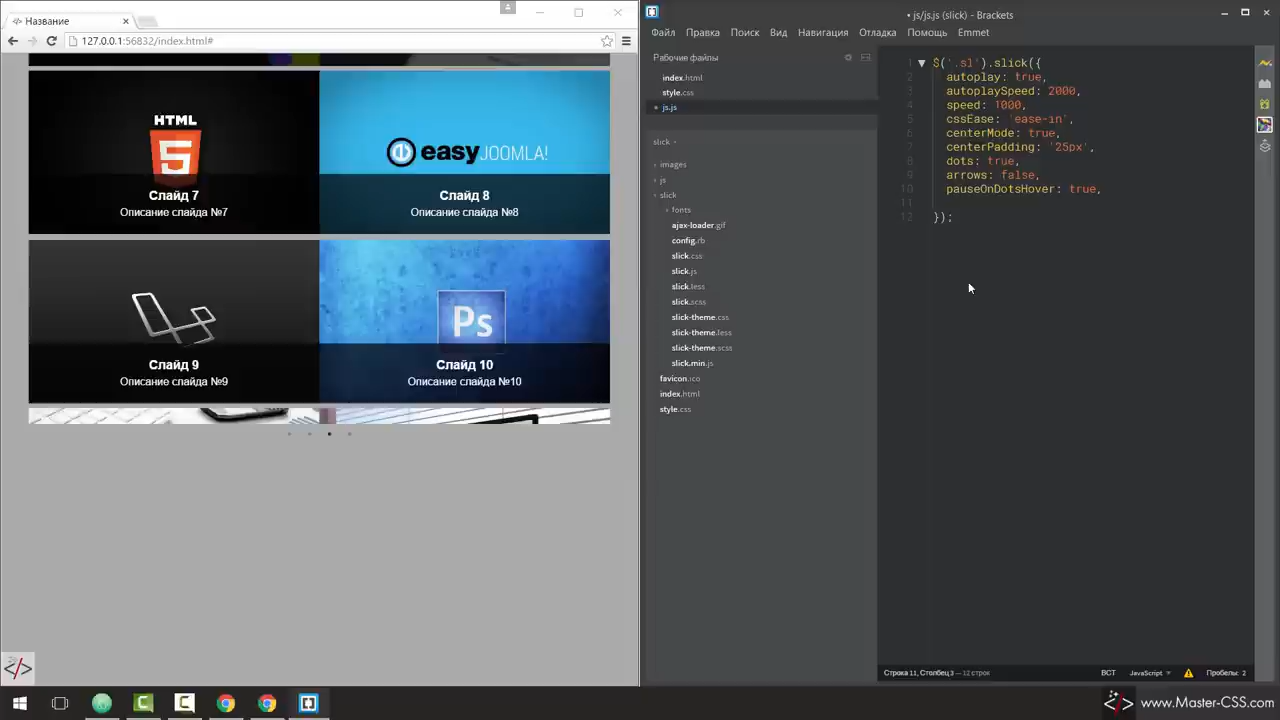 Название
127.0.0.1:56832/index.html#
HTML
5
Слайд 7
Описание слайда №7
easyJOOMLA!
Слайд 8
Описание слайда №8
Слайд 9
Описание слайда №9
Ps
Слайд 10
Описание слайда №10
• js/js.js (slick) - Brackets
Файл Правка Поиск Вид Навигация Отладка Помощь Emmet
Рабочие файлы
index.html
style.css
js.js
slick
images
js
slick
fonts
ajax-loader.gif
config.rb
slick.css
slick.js
slick.less
slick.scss
slick-theme.css
slick-theme.less
slick-theme.scss
slick.min.js
favicon.ico
index.html
style.css
1 $('.sl').slick({
2 autoplay: true,
3 autoplaySpeed: 2000,
4 speed: 1000,
5 cssEase: 'ease-in',
6 centerMode: true,
7 centerPadding: '25px',
8 dots: true,
9 arrows: false,
10 pauseOnDotsHover: true,
11
12 });
Строка 11, Столбец 3 — 12 строк
ВСТ JavaScript Пробелы: 2
www.Master-CSS.com